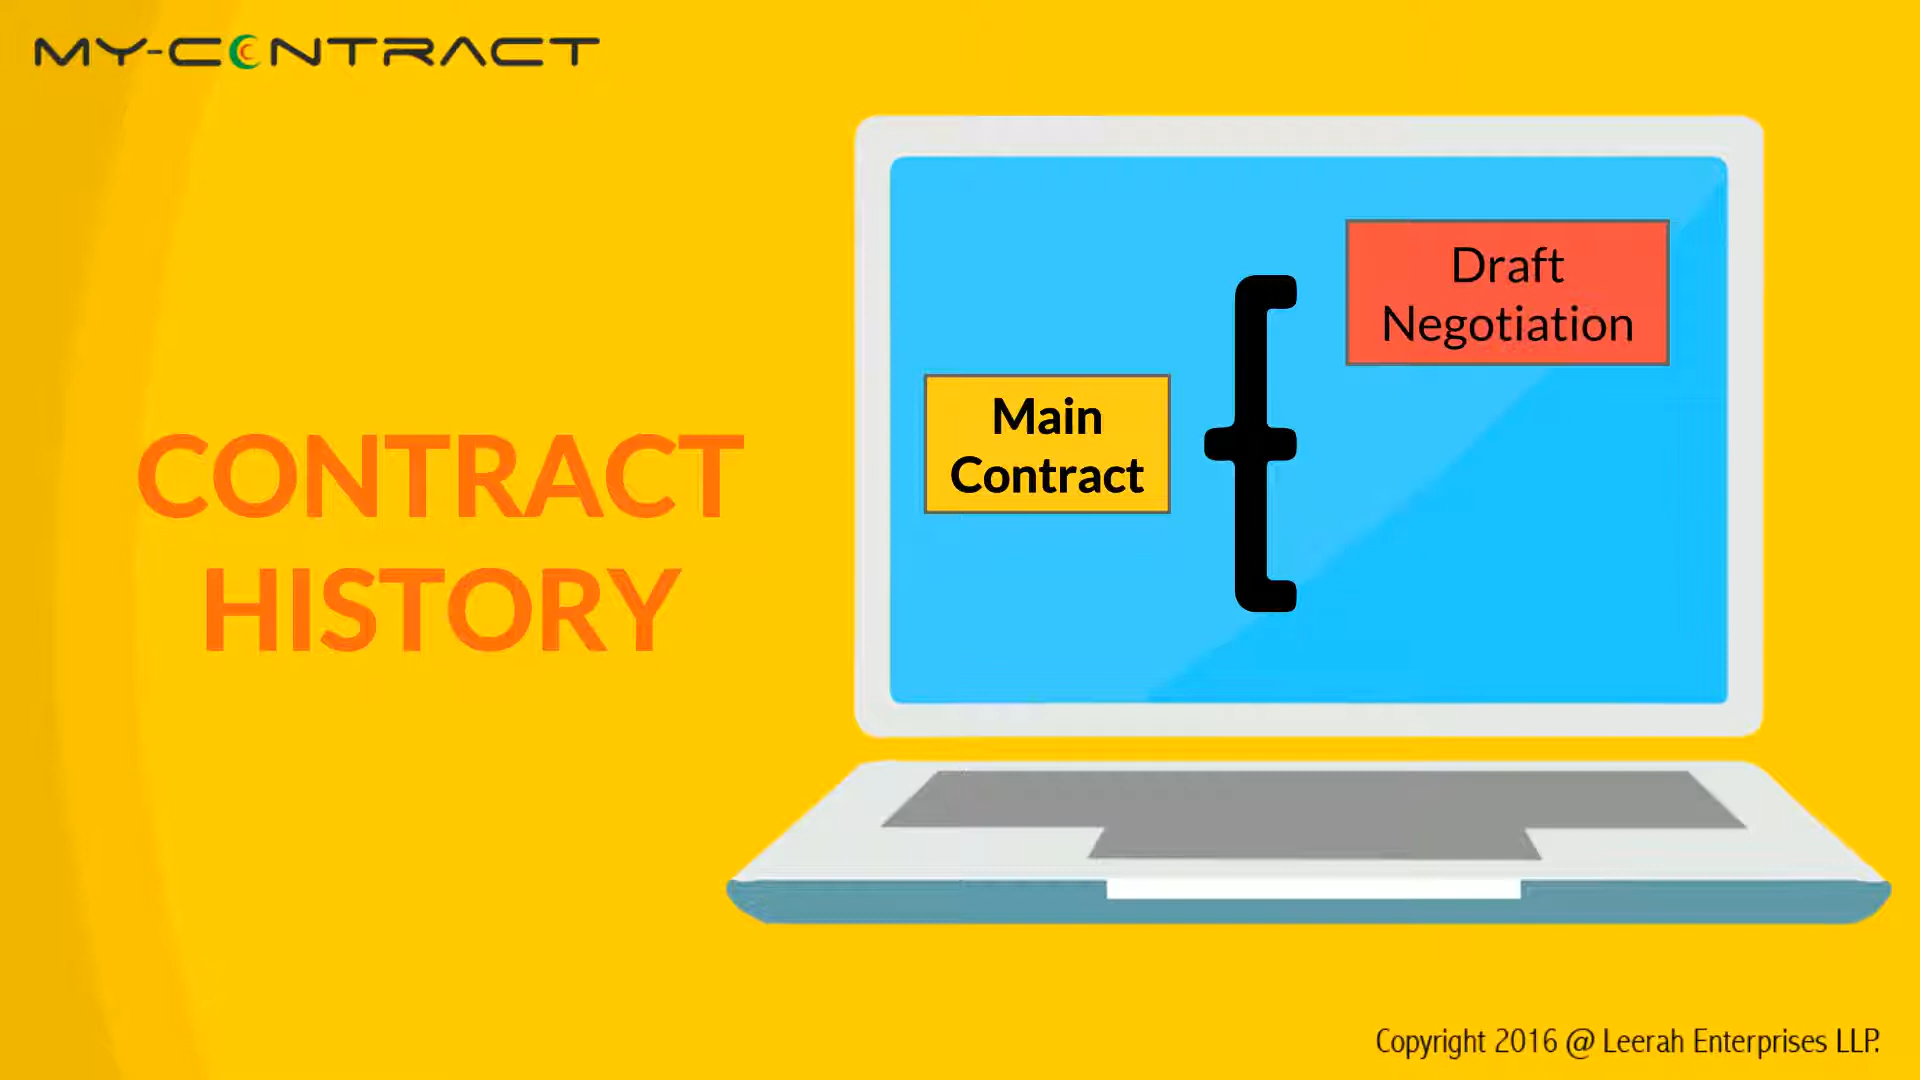 MY-CONTRACT
CONTRACT
HISTORY
Main
Contract
Draft
Negotiation
Copyright 2016 @ Leerah Enterprises LLP.